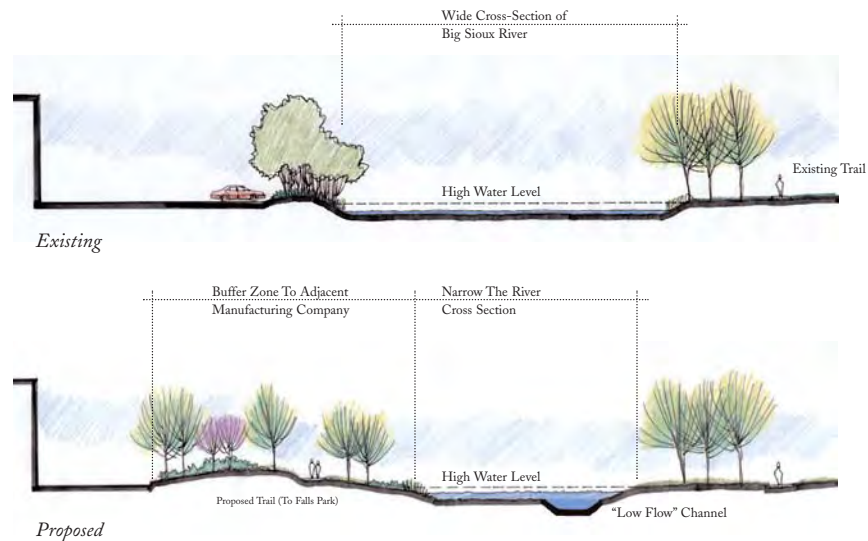 Wide Cross-Section of
Big Sioux River
Existing Trail
High Water Level
Existing
Buffer Zone To Adjacent
Manufacturing Company
Narrow The River
Cross Section
High Water Level
Proposed Trail (To Falls Park)
"Low Flow" Channel
Proposed